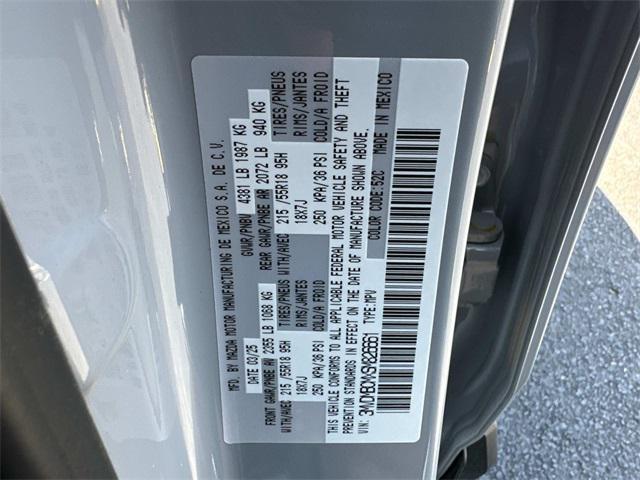 MFD. BY MAZDA MOTOR MANUFACTURING DE MEXICO S.A. DE C.V.
DATE 03/25 GVWR/PNBV 4381 LB 1987 KG
FRONT GAWR/PNBE AV 2355 LB 1068 KG REAR GAWR/PNBE AR 2072 LB 940 KG
WITH/AVEC 215 /55R18 95H TIRES/PNEUS WITH/AVEC 215 /55R18 95H TIRES/PNEUS
18X7J RIMS/JANTES 18X7J RIMS/JANTES
250 KPA/36 PSI COLD/A FROID 250 KPA/36 PSI COLD/A FROID
THIS VEHICLE CONFORMS TO ALL APPLICABLE FEDERAL MOTOR VEHICLE SAFETY AND THEFT
PREVENTION STANDARDS IN EFFECT ON THE DATE OF MANUFACTURE SHOWN ABOVE.
COLOR CODE:52C MADE IN MEXICO
VIN: TYPE:MPV